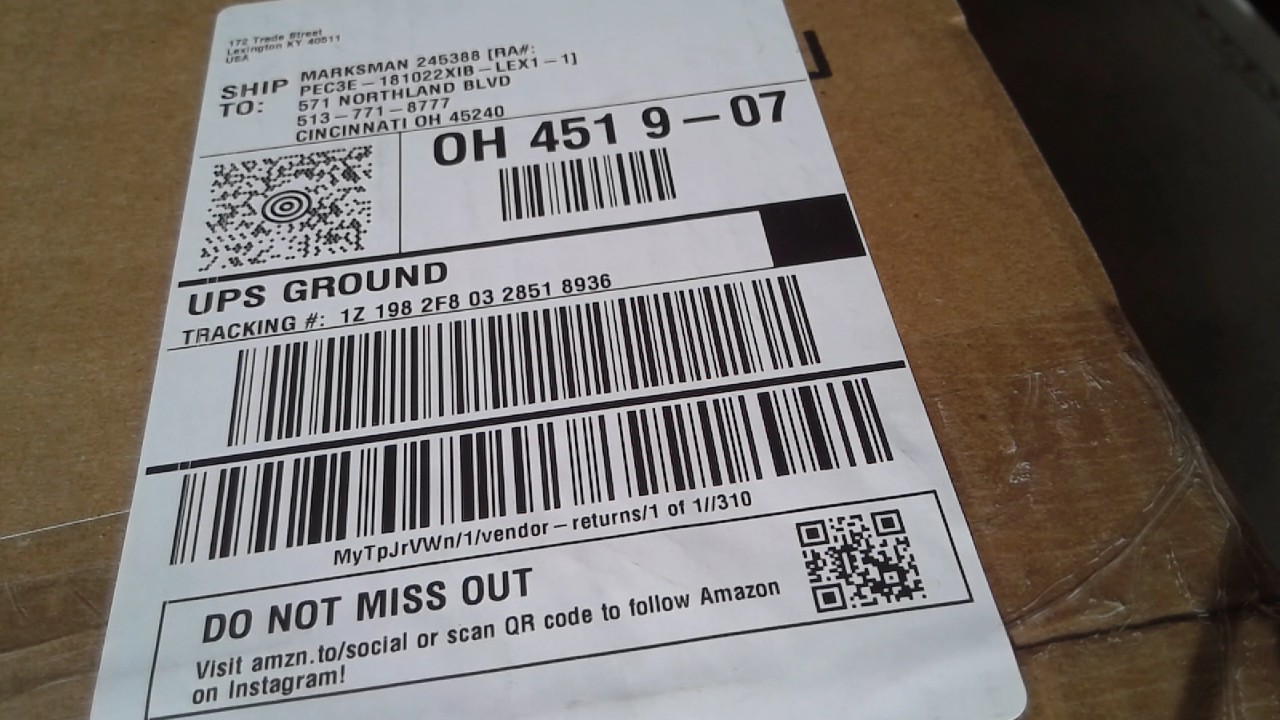 172 Trade Street
Lexington KY 40511
USA
SHIP TO:
MARKSMAN 245388 [RA#:
PEC3E-181022XIB-LEX1-1]
571 NORTHLAND BLVD
513-771-8777
CINCINNATI OH 45240
OH 451 9-07
UPS GROUND
TRACKING #: 1Z 198 2F8 03 2851 8936
MyTpJrVWn/1/vendor-returns/1 of 1//310
DO NOT MISS OUT
Visit amzn.to/social or scan QR code to follow Amazon
on Instagram!